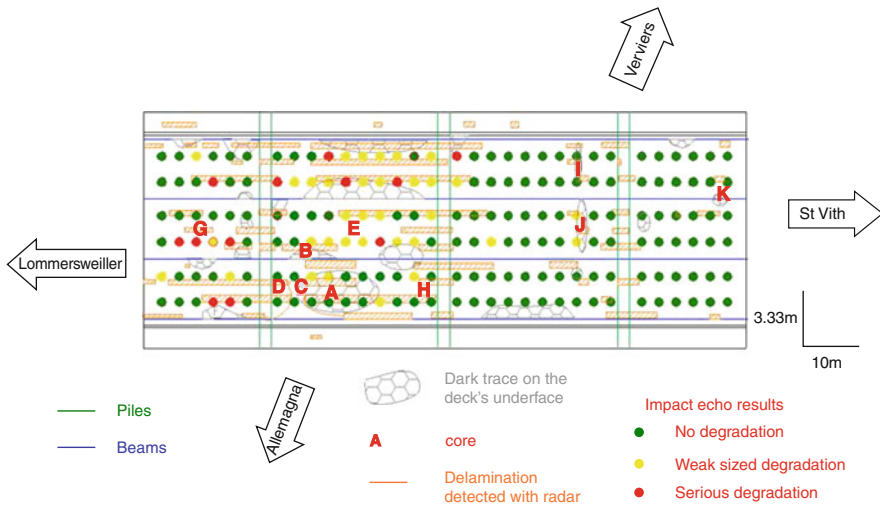 Verviers
I
K
G
E
J
St Vith
B
Lommersweiller
D
C
A
H
3.33m
10m
Allemagna
Dark trace on the
deck's underface
Impact echo results
Piles
No degradation
A
core
Beams
Weak sized degradation
Delamination
detected with radar
Serious degradation